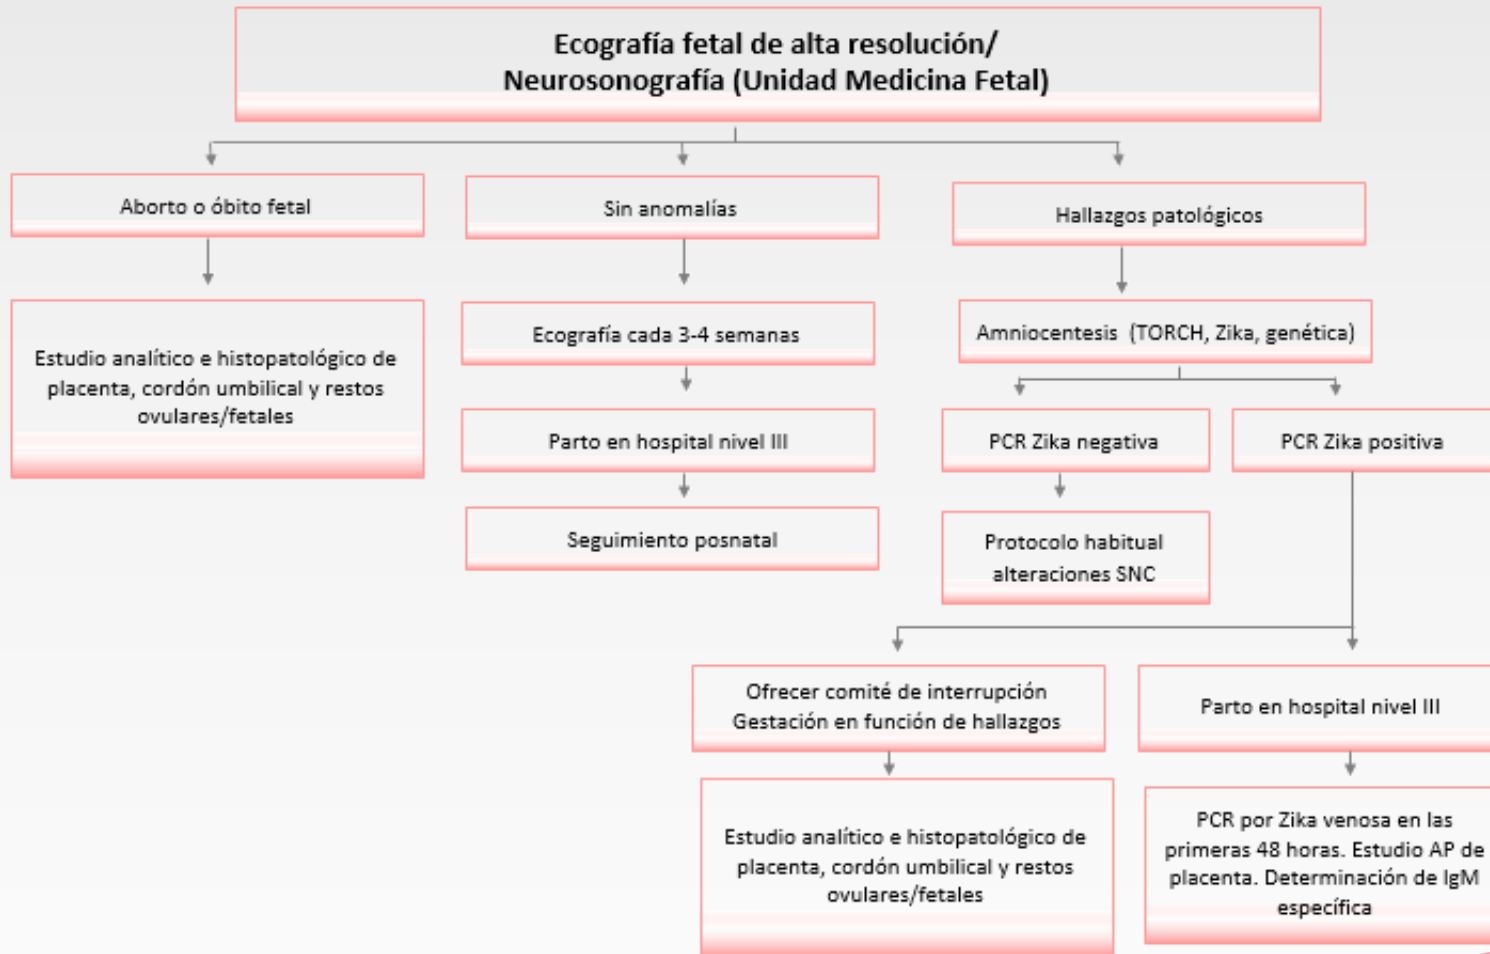 Ecografía fetal de alta resolución/
Neurosonografía (Unidad Medicina Fetal)
Aborto o óbito fetal
Sin anomalías
Hallazgos patológicos
Estudio analítico e histopatológico de
placenta, cordón umbilical y restos
ovulares/fetales
Ecografía cada 3-4 semanas
Amniocentesis (TORCH, Zika, genética)
Parto en hospital nivel III
PCR Zika negativa
PCR Zika positiva
Seguimiento posnatal
Protocolo habitual
alteraciones SNC
Ofrecer comité de interrupción
Gestación en función de hallazgos
Parto en hospital nivel III
Estudio analítico e histopatológico de
placenta, cordón umbilical y restos
ovulares/fetales
PCR por Zika venosa en las
primeras 48 horas. Estudio AP de
placenta. Determinación de IgM
específica